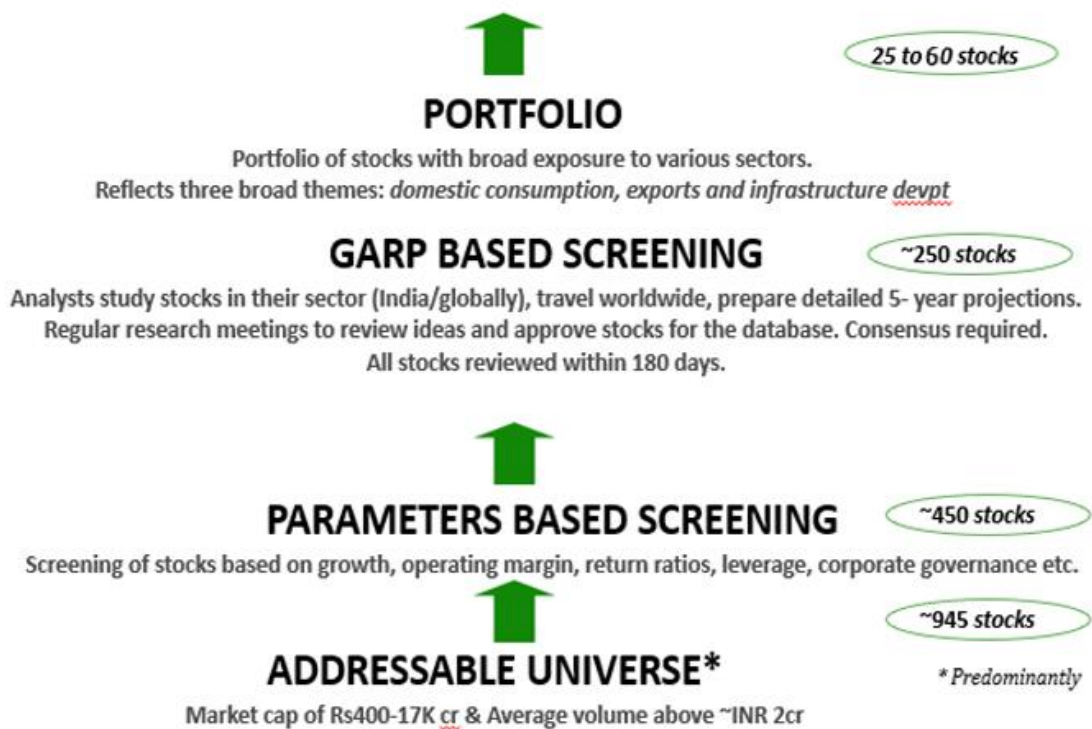 25 to 60 stocks
PORTFOLIO
Portfolio of stocks with broad exposure to various sectors.
Reflects three broad themes: domestic consumption, exports and infrastructure devpt
GARP BASED SCREENING
~250 stocks
Analysts study stocks in their sector (India/globally), travel worldwide, prepare detailed 5- year projections.
Regular research meetings to review ideas and approve stocks for the database. Consensus required.
All stocks reviewed within 180 days.
PARAMETERS BASED SCREENING
~450 stocks
Screening of stocks based on growth, operating margin, return ratios, leverage, corporate governance etc.
~945 stocks
ADDRESSABLE UNIVERSE*
* Predominantly
Market cap of Rs400-17K cr & Average volume above ~INR 2cr